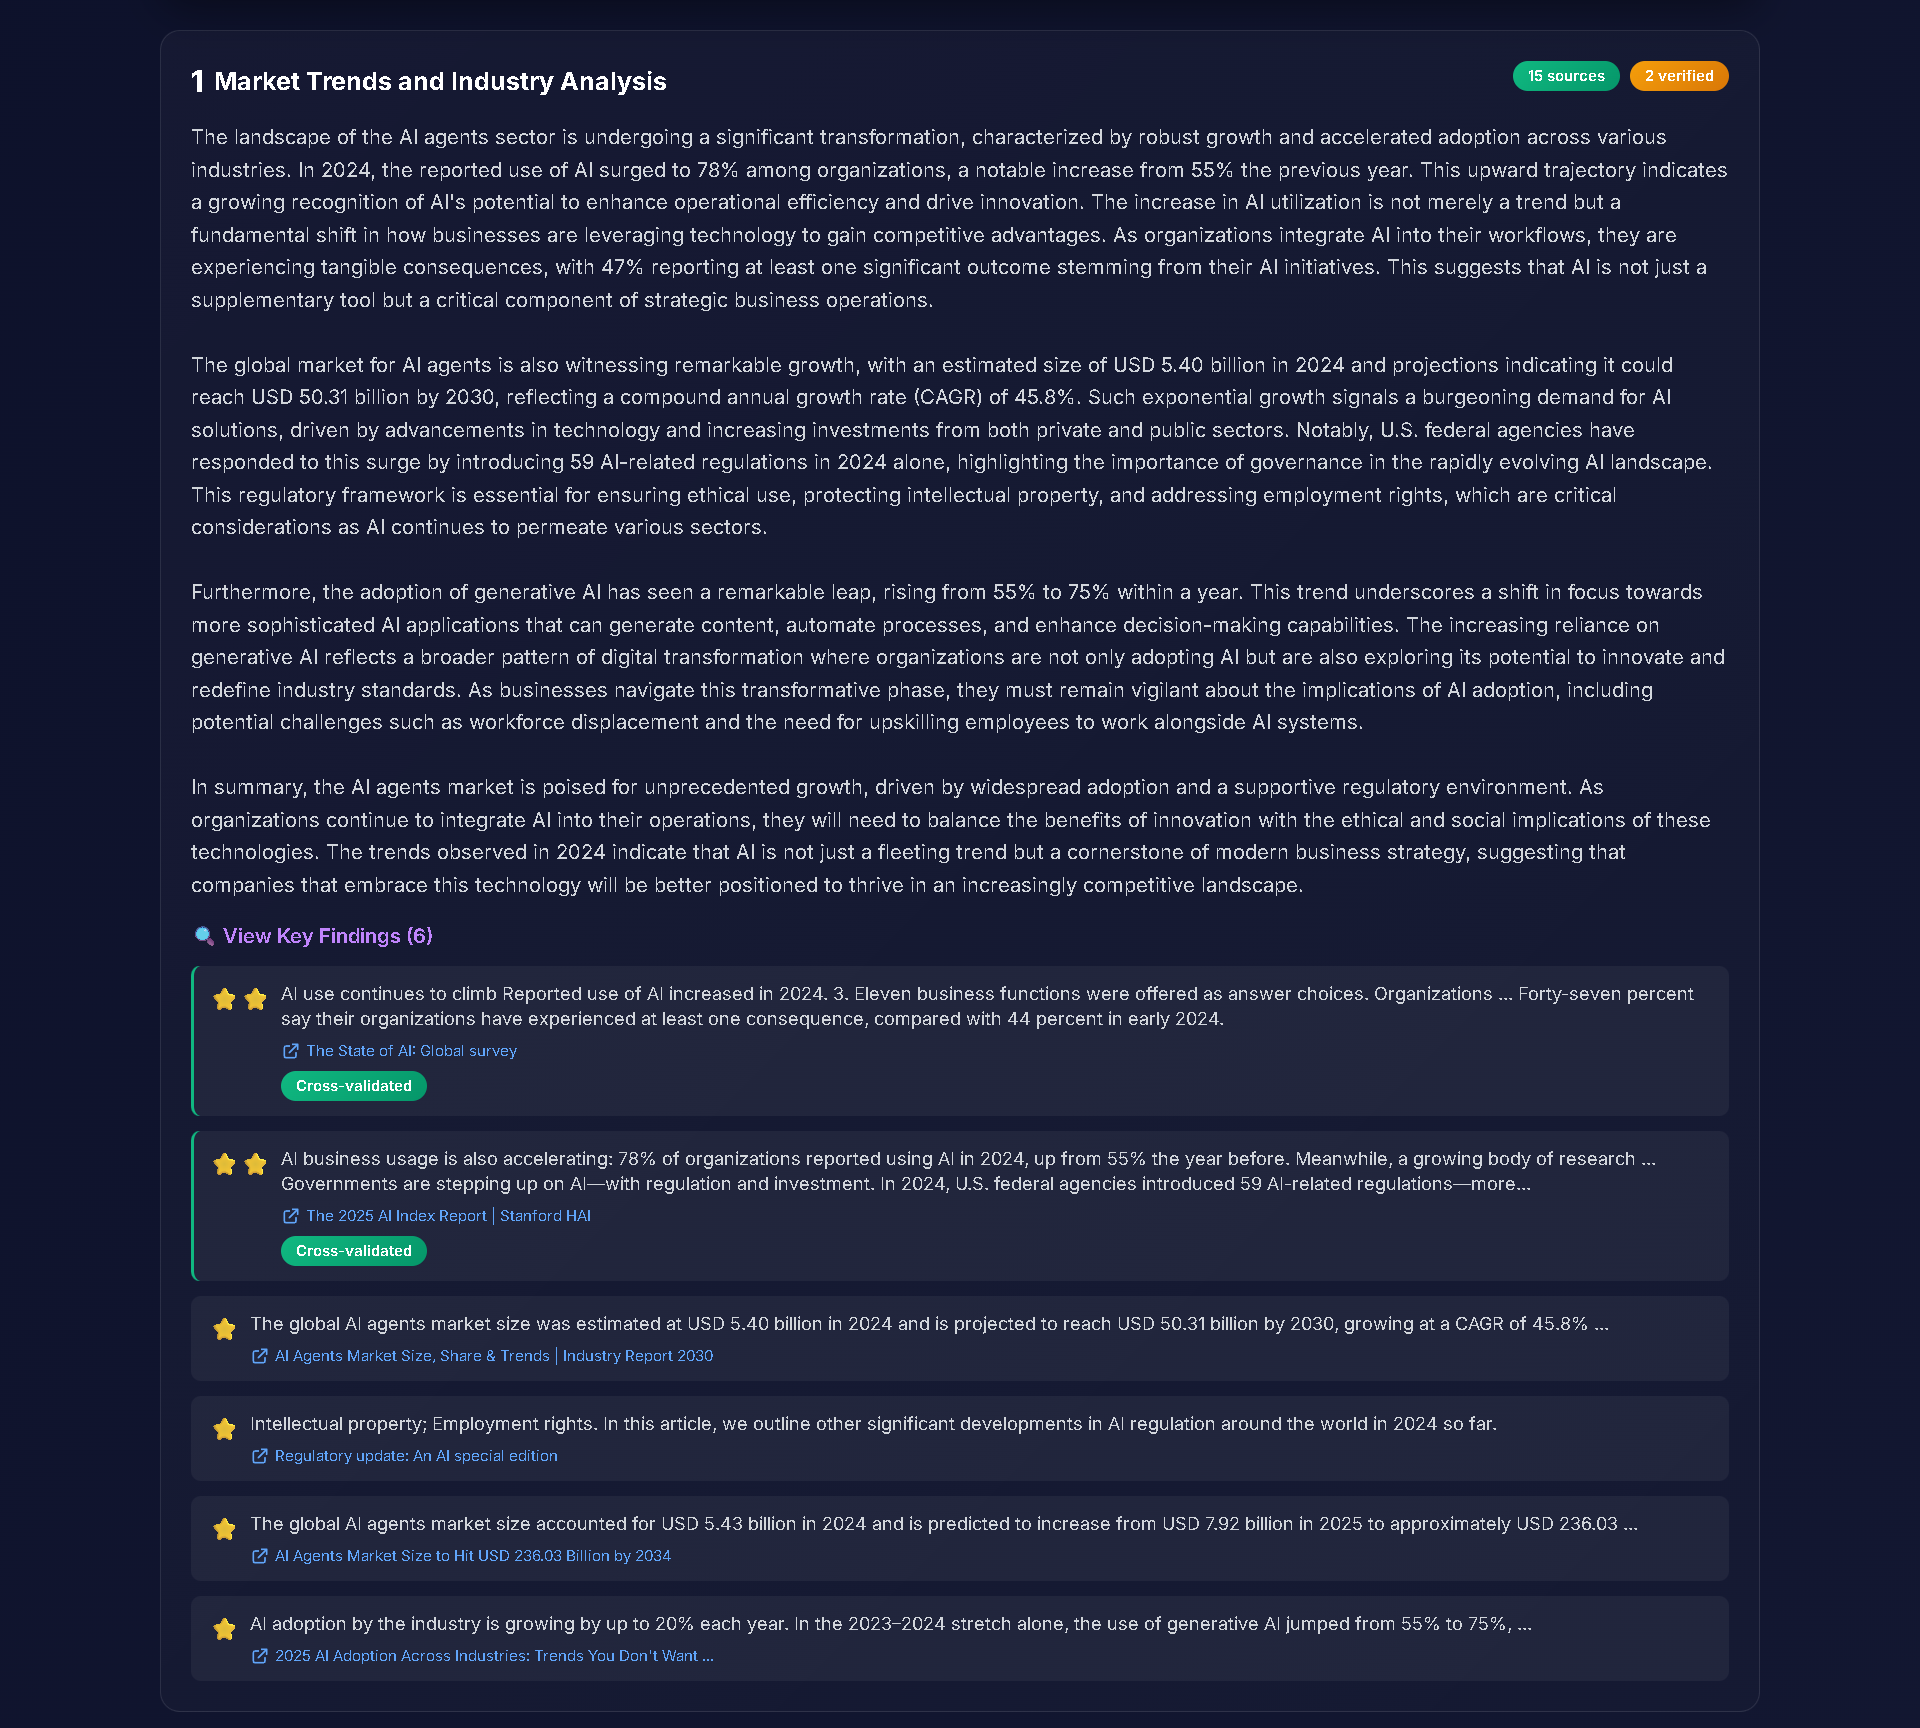 1 Market Trends and Industry Analysis
15 sources
2 verified
The landscape of the AI agents sector is undergoing a significant transformation, characterized by robust growth and accelerated adoption across various
industries. In 2024, the reported use of AI surged to 78% among organizations, a notable increase from 55% the previous year. This upward trajectory indicates
a growing recognition of AI's potential to enhance operational efficiency and drive innovation. The increase in AI utilization is not merely a trend but a
fundamental shift in how businesses are leveraging technology to gain competitive advantages. As organizations integrate AI into their workflows, they are
experiencing tangible consequences, with 47% reporting at least one significant outcome stemming from their AI initiatives. This suggests that AI is not just a
supplementary tool but a critical component of strategic business operations.
The global market for AI agents is also witnessing remarkable growth, with an estimated size of USD 5.40 billion in 2024 and projections indicating it could
reach USD 50.31 billion by 2030, reflecting a compound annual growth rate (CAGR) of 45.8%. Such exponential growth signals a burgeoning demand for AI
solutions, driven by advancements in technology and increasing investments from both private and public sectors. Notably, U.S. federal agencies have
responded to this surge by introducing 59 AI-related regulations in 2024 alone, highlighting the importance of governance in the rapidly evolving AI landscape.
This regulatory framework is essential for ensuring ethical use, protecting intellectual property, and addressing employment rights, which are critical
considerations as AI continues to permeate various sectors.
Furthermore, the adoption of generative AI has seen a remarkable leap, rising from 55% to 75% within a year. This trend underscores a shift in focus towards
more sophisticated AI applications that can generate content, automate processes, and enhance decision-making capabilities. The increasing reliance on
generative AI reflects a broader pattern of digital transformation where organizations are not only adopting AI but are also exploring its potential to innovate and
redefine industry standards. As businesses navigate this transformative phase, they must remain vigilant about the implications of AI adoption, including
potential challenges such as workforce displacement and the need for upskilling employees to work alongside AI systems.
In summary, the AI agents market is poised for unprecedented growth, driven by widespread adoption and a supportive regulatory environment. As
organizations continue to integrate AI into their operations, they will need to balance the benefits of innovation with the ethical and social implications of these
technologies. The trends observed in 2024 indicate that AI is not just a fleeting trend but a cornerstone of modern business strategy, suggesting that
companies that embrace this technology will be better positioned to thrive in an increasingly competitive landscape.
View Key Findings (6)
AI use continues to climb Reported use of AI increased in 2024. 3. Eleven business functions were offered as answer choices. Organizations ... Forty-seven percent
say their organizations have experienced at least one consequence, compared with 44 percent in early 2024.
The State of AI: Global survey
Cross-validated
AI business usage is also accelerating: 78% of organizations reported using AI in 2024, up from 55% the year before. Meanwhile, a growing body of research ...
Governments are stepping up on AI—with regulation and investment. In 2024, U.S. federal agencies introduced 59 AI-related regulations—more...
The 2025 AI Index Report | Stanford HAI
Cross-validated
The global AI agents market size was estimated at USD 5.40 billion in 2024 and is projected to reach USD 50.31 billion by 2030, growing at a CAGR of 45.8% ...
AI Agents Market Size, Share & Trends | Industry Report 2030
Intellectual property; Employment rights. In this article, we outline other significant developments in AI regulation around the world in 2024 so far.
Regulatory update: An AI special edition
The global AI agents market size accounted for USD 5.43 billion in 2024 and is predicted to increase from USD 7.92 billion in 2025 to approximately USD 236.03 ...
AI Agents Market Size to Hit USD 236.03 Billion by 2034
AI adoption by the industry is growing by up to 20% each year. In the 2023–2024 stretch alone, the use of generative AI jumped from 55% to 75%, ...
2025 AI Adoption Across Industries: Trends You Don't Want ...